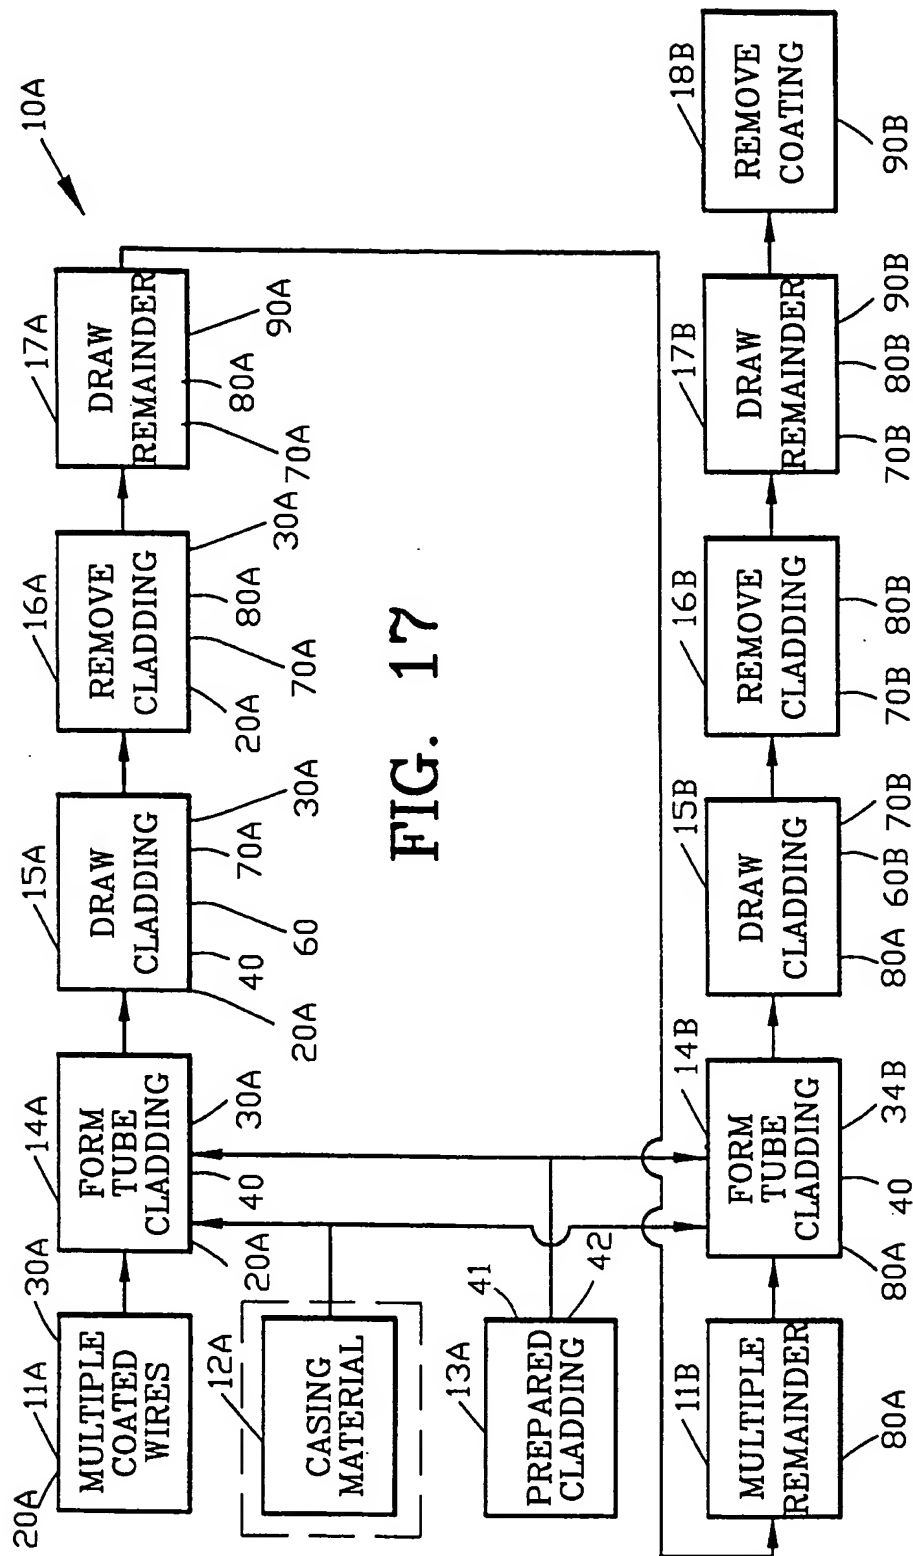 10A
20A
11A
30A
MULTIPLE
COATED
WIRES
14A
FORM
TUBE
CLADDING
20A
40
30A
15A
DRAW
CLADDING
20A
40
60
70A
30A
16A
REMOVE
CLADDING
20A
70A
80A
30A
17A
DRAW
REMAINDER
70A
80A
90A
12A
CASING
MATERIAL
13A
PREPARED
CLADDING
41
42
FIG. 17
11B
MULTIPLE
REMAINDER
80A
14B
FORM
TUBE
CLADDING
80A
40
34B
15B
DRAW
CLADDING
80A
60B
70B
16B
REMOVE
CLADDING
70B
80B
17B
DRAW
REMAINDER
70B
80B
90B
18B
REMOVE
COATING
90B